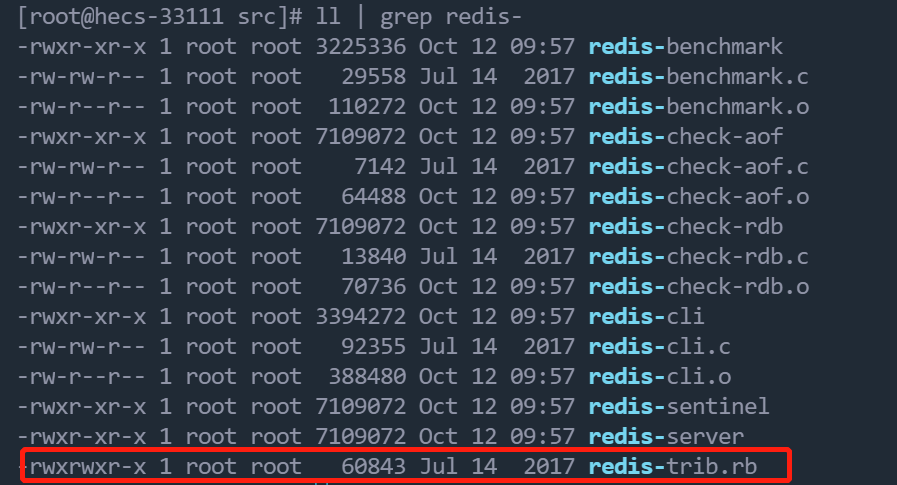 [root@hecs-33111 src]# ll | grep redis-
-rwxr-xr-x 1 root root 3225336 Oct 12 09:57 redis-benchmark
-rw-rw-r-- 1 root root   29558 Jul 14  2017 redis-benchmark.c
-rw-r--r-- 1 root root  110272 Oct 12 09:57 redis-benchmark.o
-rwxr-xr-x 1 root root 7109072 Oct 12 09:57 redis-check-aof
-rw-rw-r-- 1 root root    7142 Jul 14  2017 redis-check-aof.c
-rw-r--r-- 1 root root   64488 Oct 12 09:57 redis-check-aof.o
-rwxr-xr-x 1 root root 7109072 Oct 12 09:57 redis-check-rdb
-rw-rw-r-- 1 root root   13840 Jul 14  2017 redis-check-rdb.c
-rw-r--r-- 1 root root   70736 Oct 12 09:57 redis-check-rdb.o
-rwxr-xr-x 1 root root 3394272 Oct 12 09:57 redis-cli
-rw-rw-r-- 1 root root   92355 Jul 14  2017 redis-cli.c
-rw-r--r-- 1 root root  388480 Oct 12 09:57 redis-cli.o
-rwxr-xr-x 1 root root 7109072 Oct 12 09:57 redis-sentinel
-rwxr-xr-x 1 root root 7109072 Oct 12 09:57 redis-server
-rwxrwxr-x 1 root root   60843 Jul 14  2017 redis-trib.rb